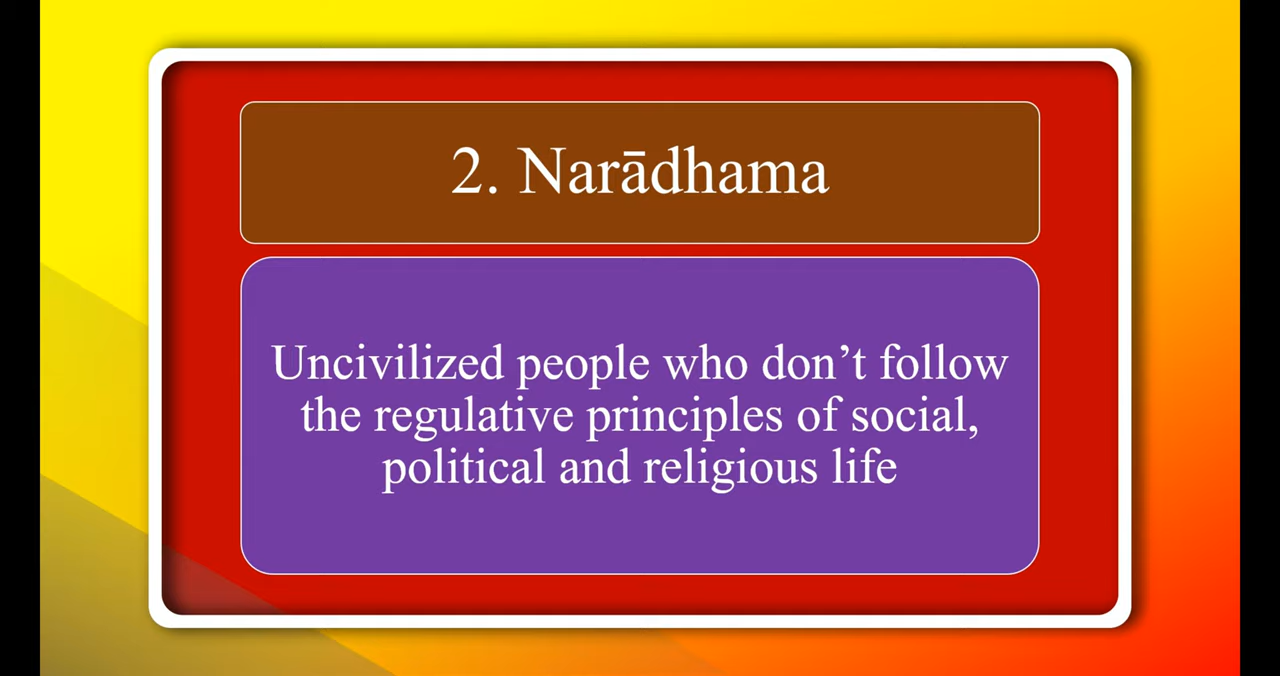 2. Narādhama
Uncivilized people who don’t follow
the regulative principles of social,
political and religious life